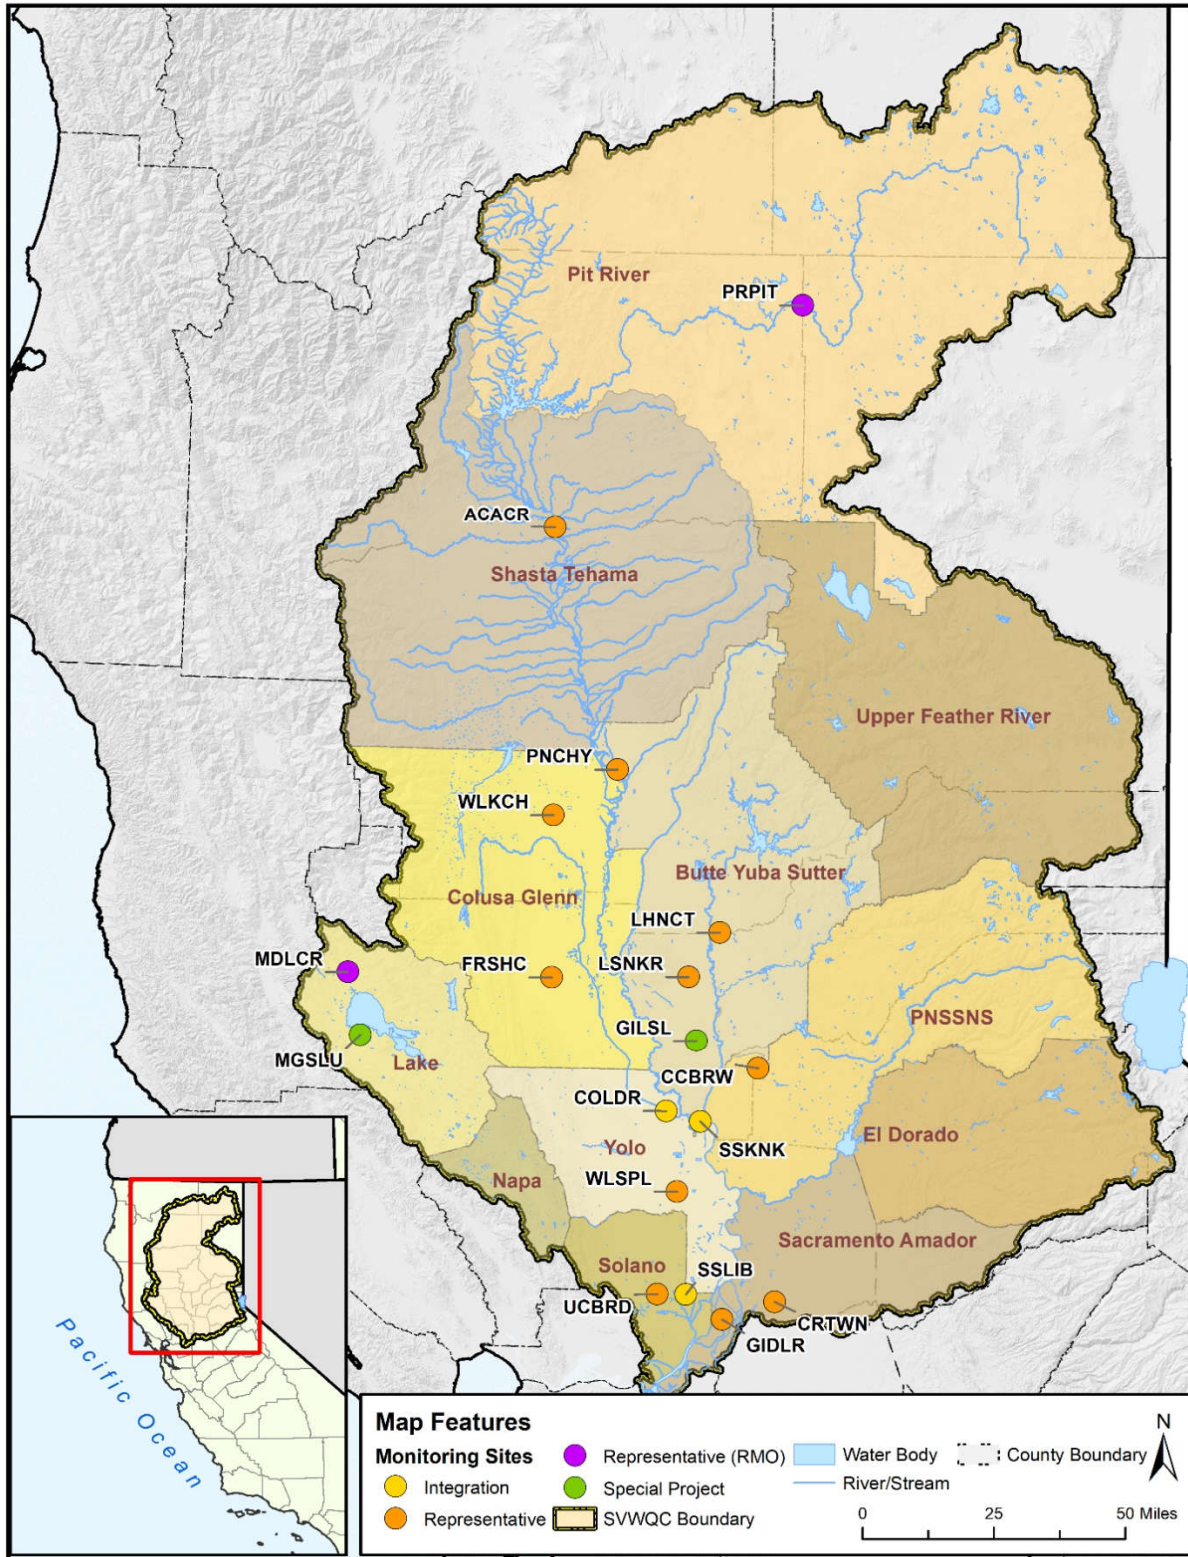 Pit River
PRPIT
ACACR
Shasta Tehama
Upper Feather River
PNCHY
WLKCH
Butte Yuba Sutter
Colusa Glenn
LHNCT
MDLCR
FRSHC
LSNKR
PNSSNS
GILSL
MGSLU
Lake
CCBRW
COLDR
El Dorado
Yolo
SSKNK
Napa
WLSPL
Sacramento Amador
Solano
SSLIB
UCBRD
CRTWN
GIDLR
Pacific Ocean
Map Features
Monitoring Sites
Integration
Representative
Representative (RMO)
Special Project
SVWQC Boundary
Water Body
River/Stream
County Boundary
N
0 25 50 Miles